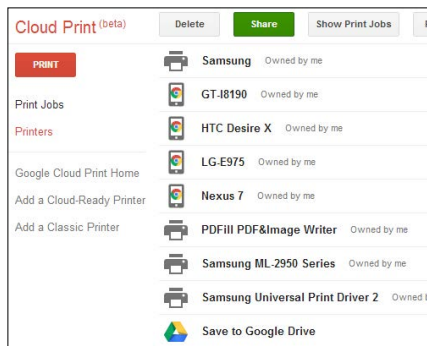 Cloud Print (beta)
Delete
Share
Show Print Jobs
PRINT
Print Jobs
Printers
Google Cloud Print Home
Add a Cloud-Ready Printer
Add a Classic Printer
Samsung Owned by me
GT-I8190 Owned by me
HTC Desire X Owned by me
LG-E975 Owned by me
Nexus 7 Owned by me
PDFill PDF&Image Writer Owned by me
Samsung ML-2950 Series Owned by me
Samsung Universal Print Driver 2 Owned
Save to Google Drive